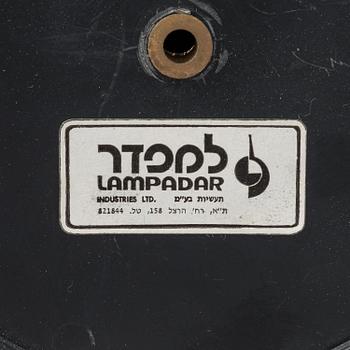 למפדר
LAMPADAR
INDUSTRIES LTD. תעשיות בע"מ
ת"א, רח' הרצל 158, טל. 821844